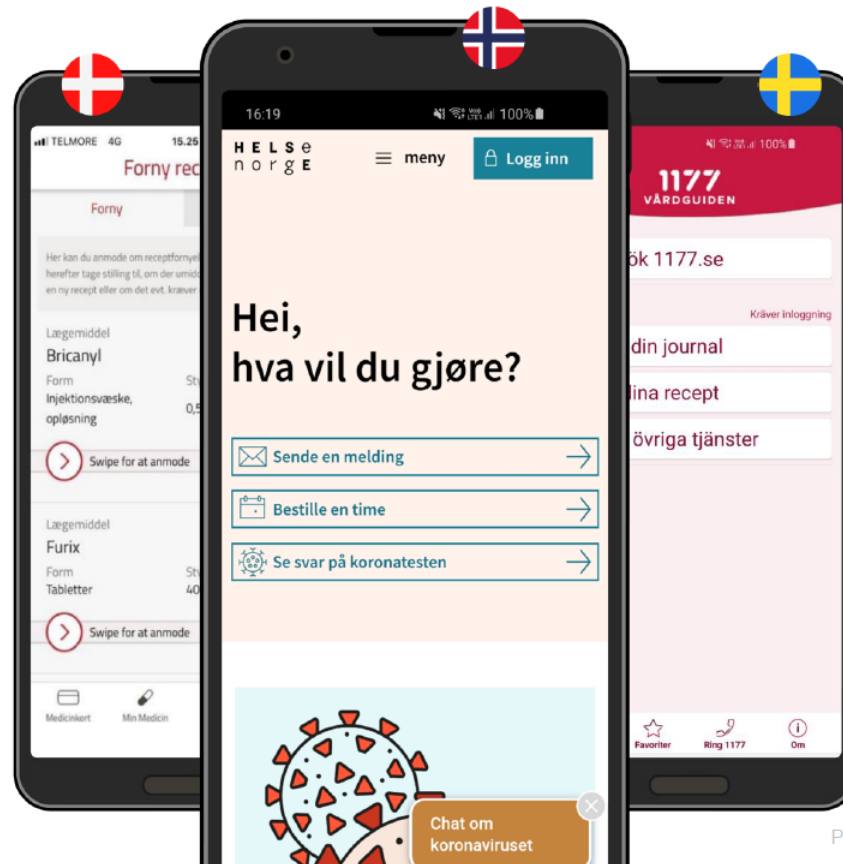 TELMORE 4G 15.25
Forny rec
Forny
Her kan du anmode om receptfornyel
herefter tage stilling til, om der umidd
en ny recept eller om det evt. kræver
Lægemiddel
Bricanyl
Form
Injektionsvæske,
opløsning
0,5
Swipe for at anmode
Lægemiddel
Furix
Form
Tabletter
40
Swipe for at anmode
Medicinkort Min Medicin
16:19 100%
HELSe
norgE
meny
Logg inn
Hei,
hva vil du gjøre?
Sende en melding
Bestille en time
Se svar på koronatesten
Chat om
koronaviruset
100%
1177
VÅRDGUIDEN
ök 1177.se
Kräver inloggning
din journal
lina recept
övriga tjänster
Favoriter Ring 1177 Om
P